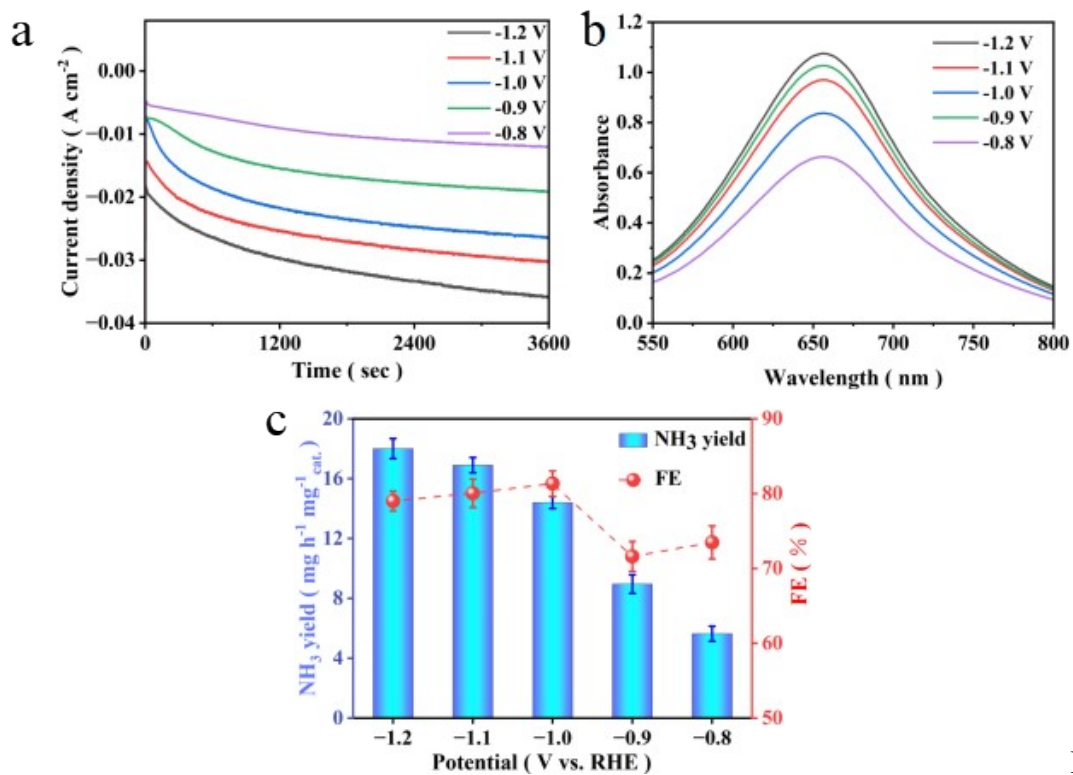 a
0.00
−0.01
−0.02
−0.03
−0.04
Current density ( A cm⁻² )
-1.2 V
-1.1 V
-1.0 V
-0.9 V
-0.8 V
0 1200 2400 3600
Time ( sec )
b
1.2
1.0
0.8
0.6
0.4
0.2
0.0
Absorbance
-1.2 V
-1.1 V
-1.0 V
-0.9 V
-0.8 V
550 600 650 700 750 800
Wavelength ( nm )
c
20
16
12
8
4
0
NH₃ yield ( mg h⁻¹ mg⁻¹cat. )
NH₃ yield
FE
90
80
70
60
50
FE ( % )
−1.2 −1.1 −1.0 −0.9 −0.8
Potential ( V vs. RHE )